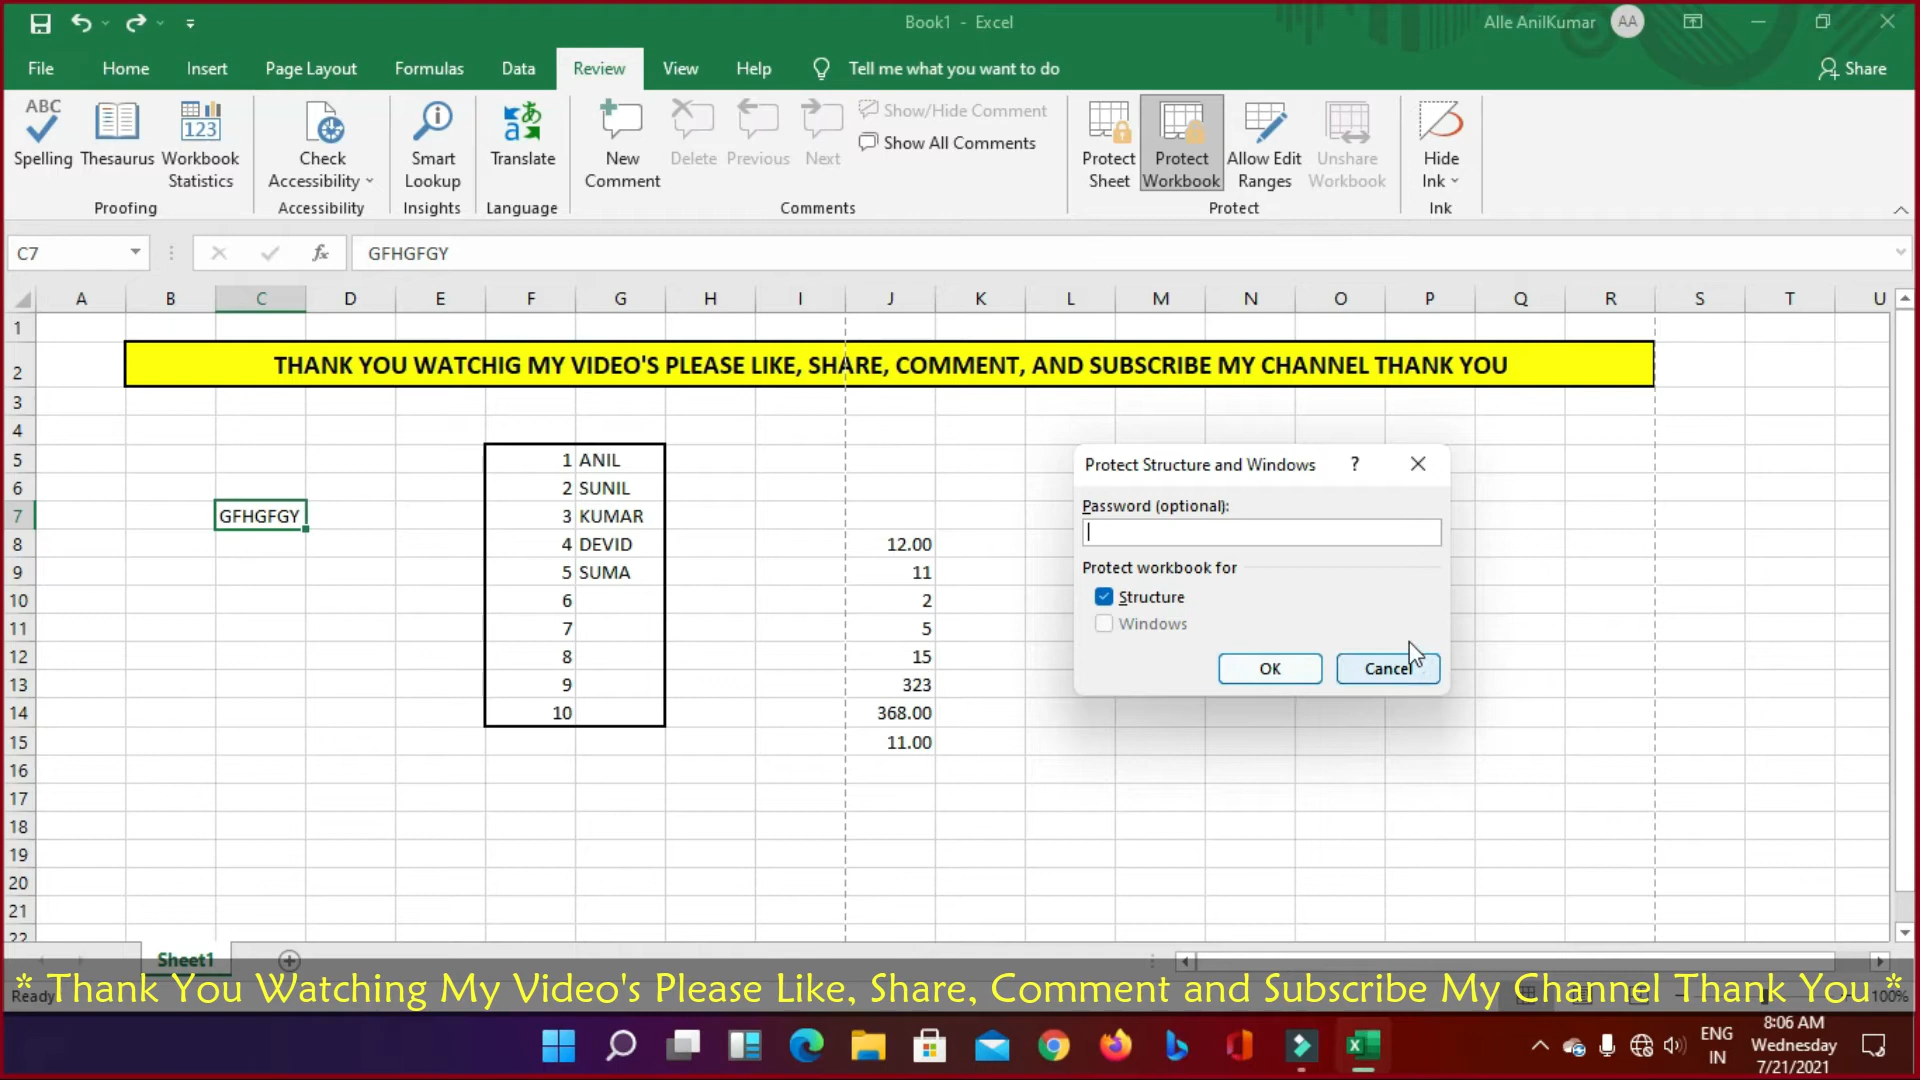 Book1 - Excel
Alle AnilKumar AA
File Home Insert Page Layout Formulas Data Review View Help Tell me what you want to do Share
ABC
123
Spelling Thesaurus Workbook Statistics
Check Accessibility
Smart Lookup
Translate
New Comment
Delete Previous Next
Show/Hide Comment
Show All Comments
Protect Sheet
Protect Workbook
Allow Edit Ranges
Unshare Workbook
Hide Ink
Proofing Accessibility Insights Language Comments Protect Ink
C7 fx GFHGFGY
A B C D E F G H I J K L M N O P Q R S T U
1
2 THANK YOU WATCHIG MY VIDEO'S PLEASE LIKE, SHARE, COMMENT, AND SUBSCRIBE MY CHANNEL THANK YOU
3
4
5 1 ANIL
6 2 SUNIL
7 GFHGFGY 3 KUMAR
8 4 DEVID 12.00
9 5 SUMA 11
10 6 2
11 7 5
12 8 15
13 9 323
14 10 368.00
15 11.00
16
17
18
19
20
21
22
Protect Structure and Windows ?
Password (optional):
Protect workbook for
Structure
Windows
OK Cancel
Sheet1
* Thank You Watching My Video's Please Like, Share, Comment and Subscribe My Channel Thank You *
Ready 100%
ENG
IN
8:06 AM
Wednesday
7/21/2021